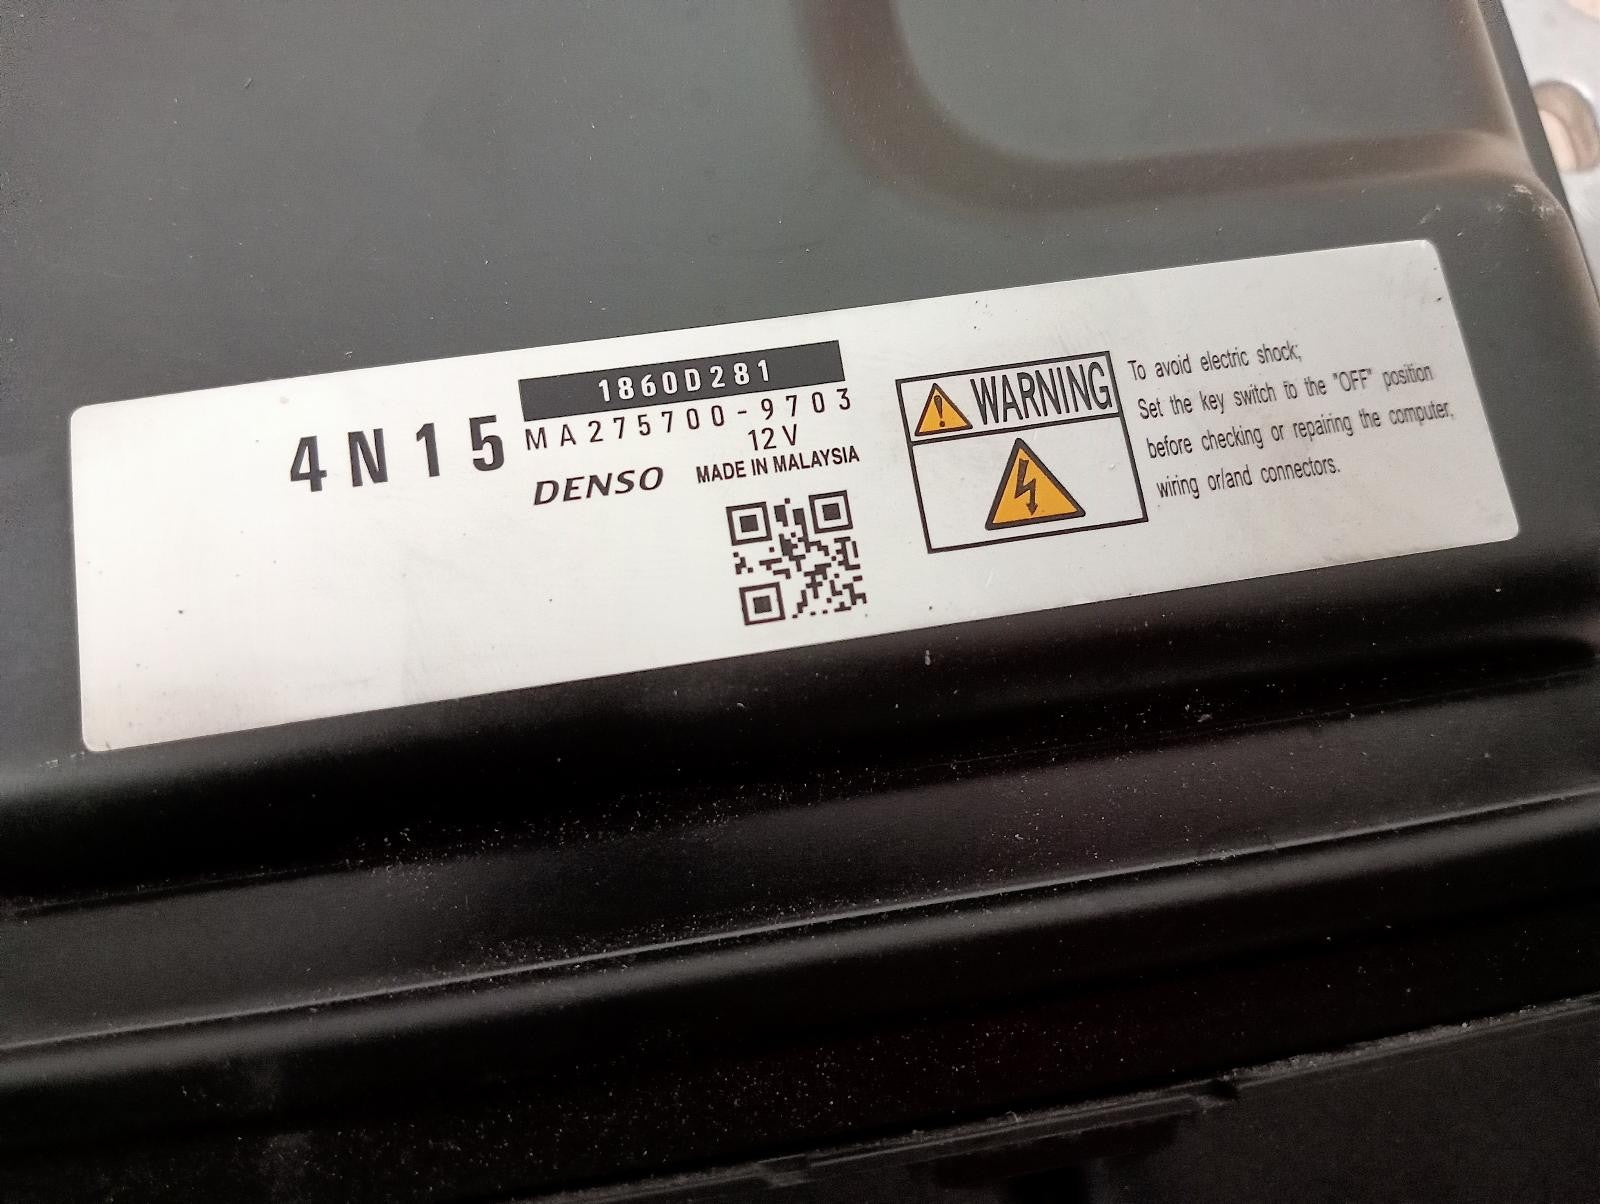 4N15
1860D281
MA275700-9703
12V
DENSO
MADE IN MALAYSIA
WARNING
To avoid electric shock;
Set the key switch to the "OFF" position
before checking or repairing the computer,
wiring or/and connectors.